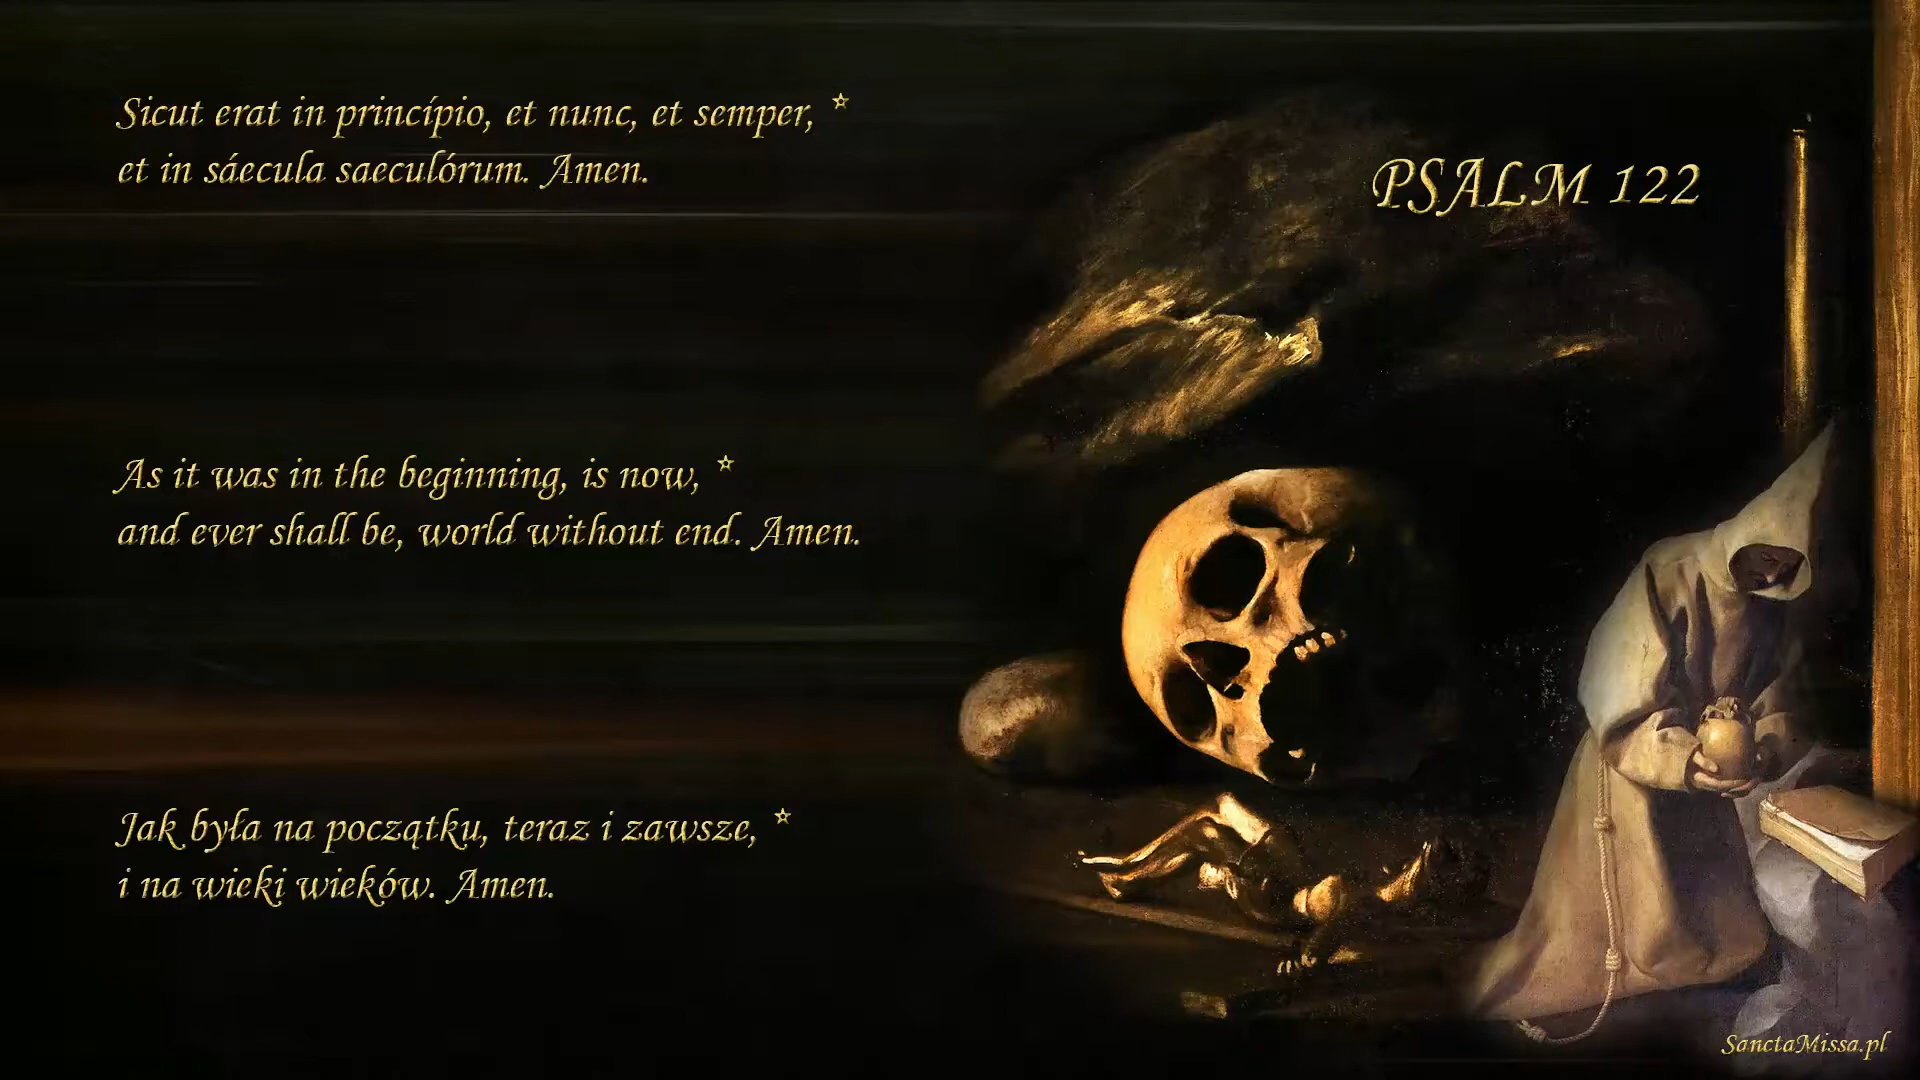 Sicut erat in princípio, et nunc, et semper, *
et in sáecula saeculórum. Amen.
PSALM 122
As it was in the beginning, is now, *
and ever shall be, world without end. Amen.
Jak była na początku, teraz i zawsze, *
i na wieki wieków. Amen.
SanctaMissa.pl